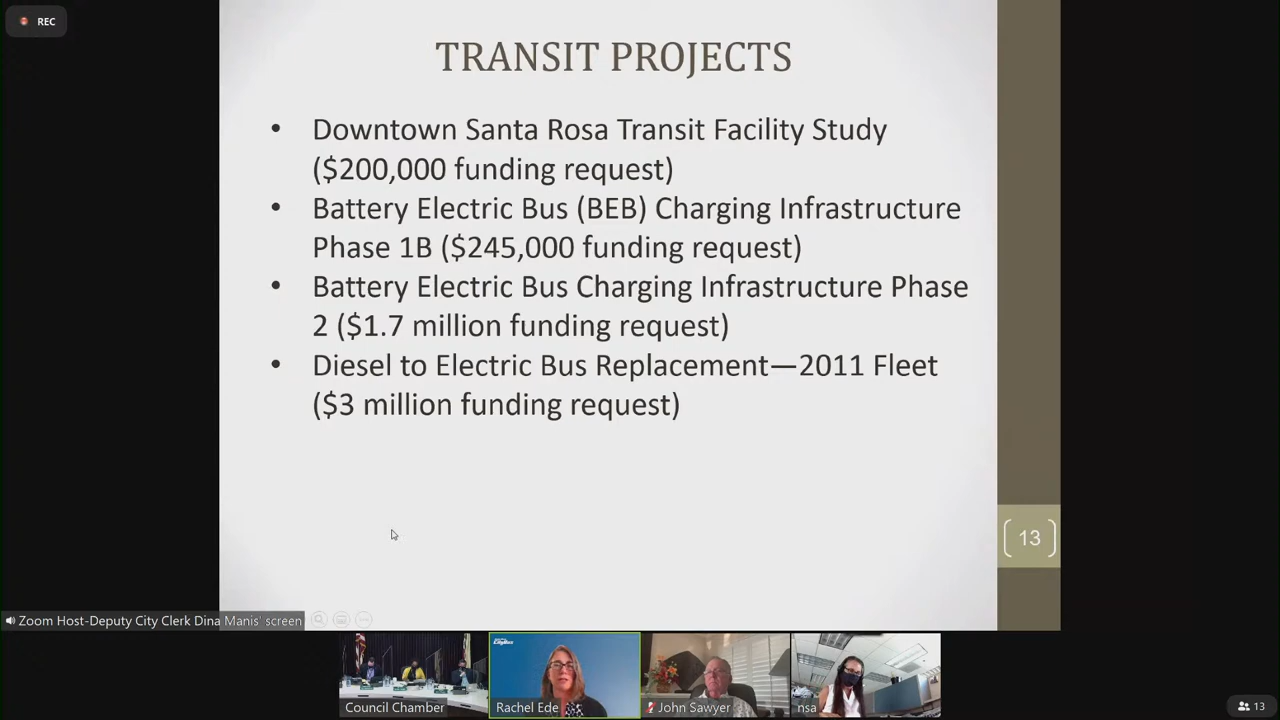 REC
TRANSIT PROJECTS
• Downtown Santa Rosa Transit Facility Study
($200,000 funding request)
• Battery Electric Bus (BEB) Charging Infrastructure
Phase 1B ($245,000 funding request)
• Battery Electric Bus Charging Infrastructure Phase
2 ($1.7 million funding request)
• Diesel to Electric Bus Replacement—2011 Fleet
($3 million funding request)
13
Zoom Host-Deputy City Clerk Dina Manis' screen
Council Chamber
Rachel Ede
John Sawyer
nsa
13